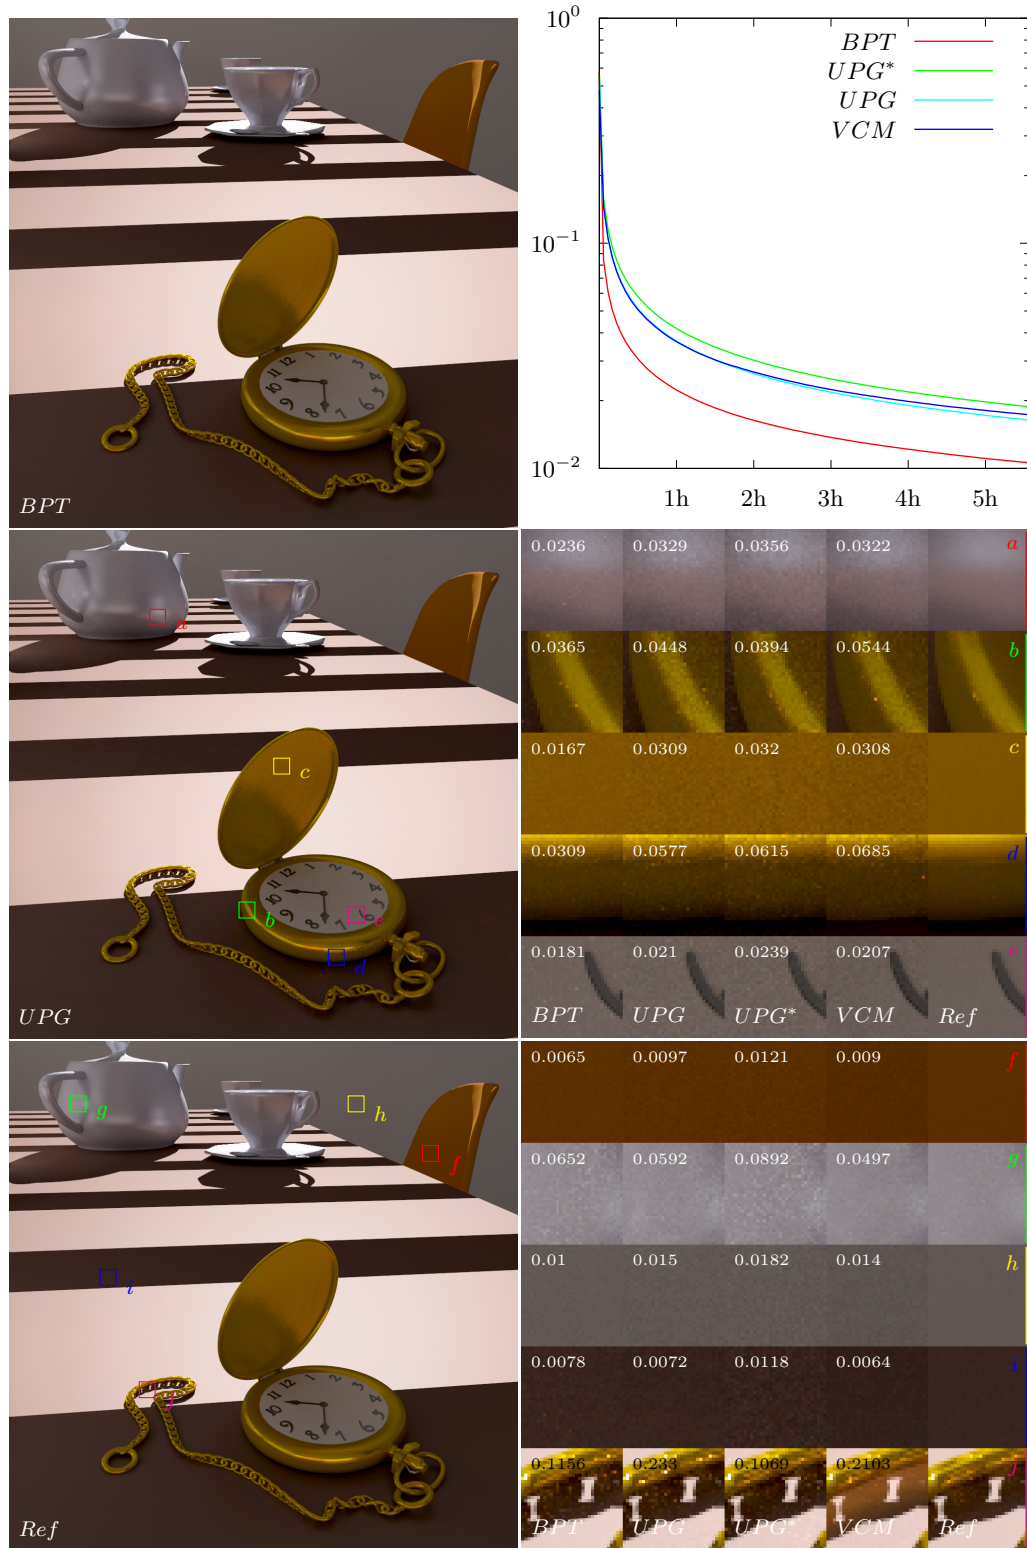 BPT
10⁰
10⁻¹
10⁻²
BPT
UPG*
UPG
VCM
1h 2h 3h 4h 5h
a
c
b
e
d
UPG
0.0236 0.0329 0.0356 0.0322 a
0.0365 0.0448 0.0394 0.0544 b
0.0167 0.0309 0.032 0.0308 c
0.0309 0.0577 0.0615 0.0685 d
0.0181 0.021 0.0239 0.0207 e
BPT UPG UPG* VCM Ref
g
h
f
i
j
Ref
0.0065 0.0097 0.0121 0.009 f
0.0652 0.0592 0.0892 0.0497 g
0.01 0.015 0.0182 0.014 h
0.0078 0.0072 0.0118 0.0064 i
0.1156 0.233 0.1069 0.2103 j
BPT UPG UPG* VCM Ref